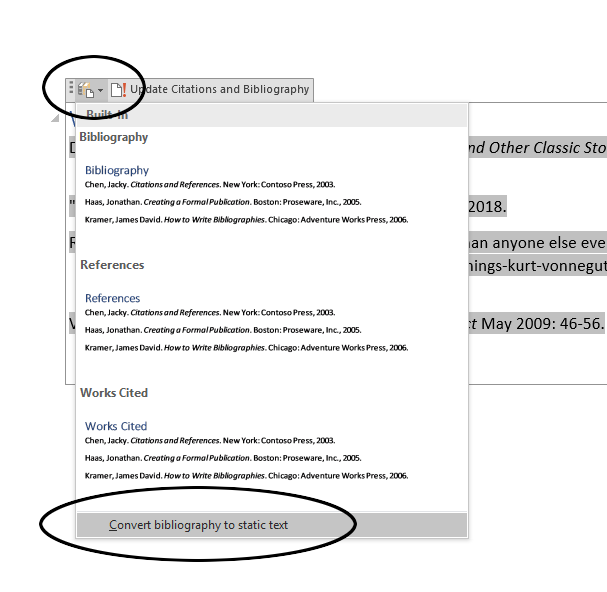 Update Citations and Bibliography
Built-In
Bibliography
nd Other Classic Sto
Bibliography
Chen, Jacky. Citations and References. New York: Contoso Press, 2003.
Haas, Jonathan. Creating a Formal Publication. Boston: Proseware, Inc., 2005.
" 2018.
Kramer, James David. How to Write Bibliographies. Chicago: Adventure Works Press, 2006.
an anyone else eve
References
nings-kurt-vonnegut
References
Chen, Jacky. Citations and References. New York: Contoso Press, 2003.
V ct May 2009: 46-56.
Haas, Jonathan. Creating a Formal Publication. Boston: Proseware, Inc., 2005.
Kramer, James David. How to Write Bibliographies. Chicago: Adventure Works Press, 2006.
Works Cited
Works Cited
Chen, Jacky. Citations and References. New York: Contoso Press, 2003.
Haas, Jonathan. Creating a Formal Publication. Boston: Proseware, Inc., 2005.
Kramer, James David. How to Write Bibliographies. Chicago: Adventure Works Press, 2006.
Convert bibliography to static text